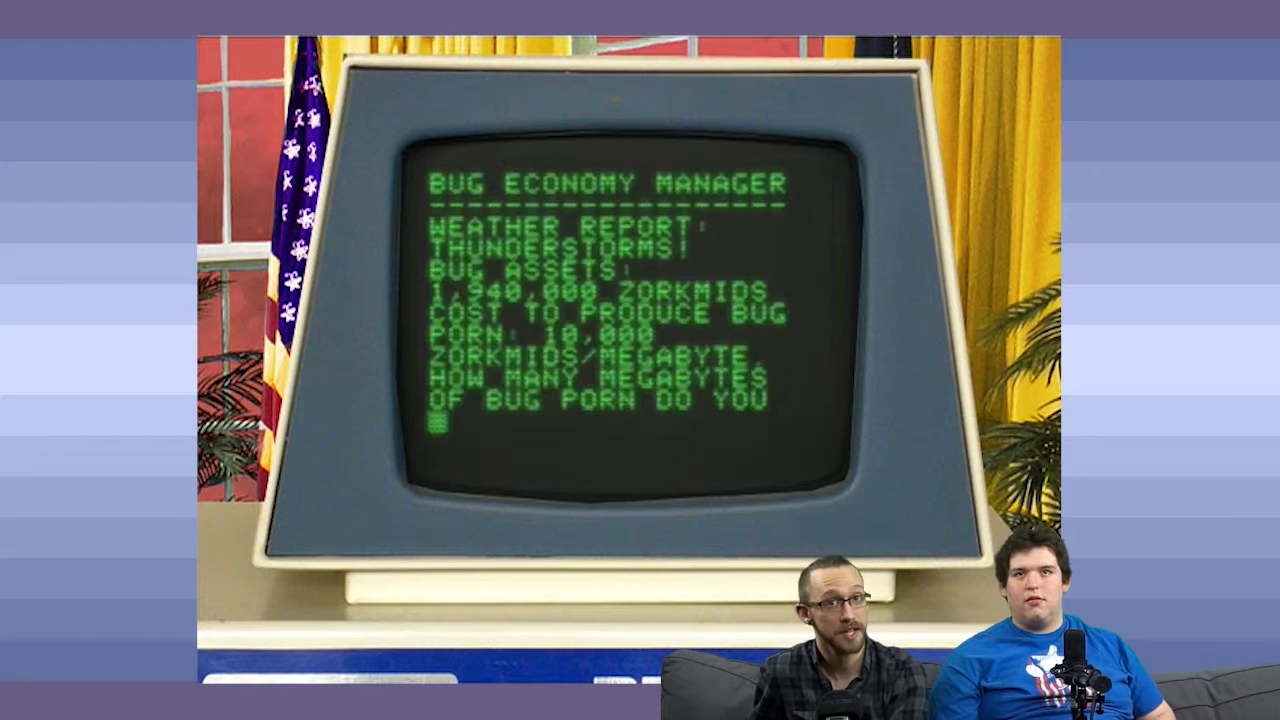 BUG ECONOMY MANAGER
-------------------
WEATHER REPORT:
THUNDERSTORMS!
BUG ASSETS:
1,940,000 ZORKMIDS
COST TO PRODUCE BUG
PORN: 10,000
ZORKMIDS/MEGABYTE.
HOW MANY MEGABYTES
OF BUG PORN DO YOU